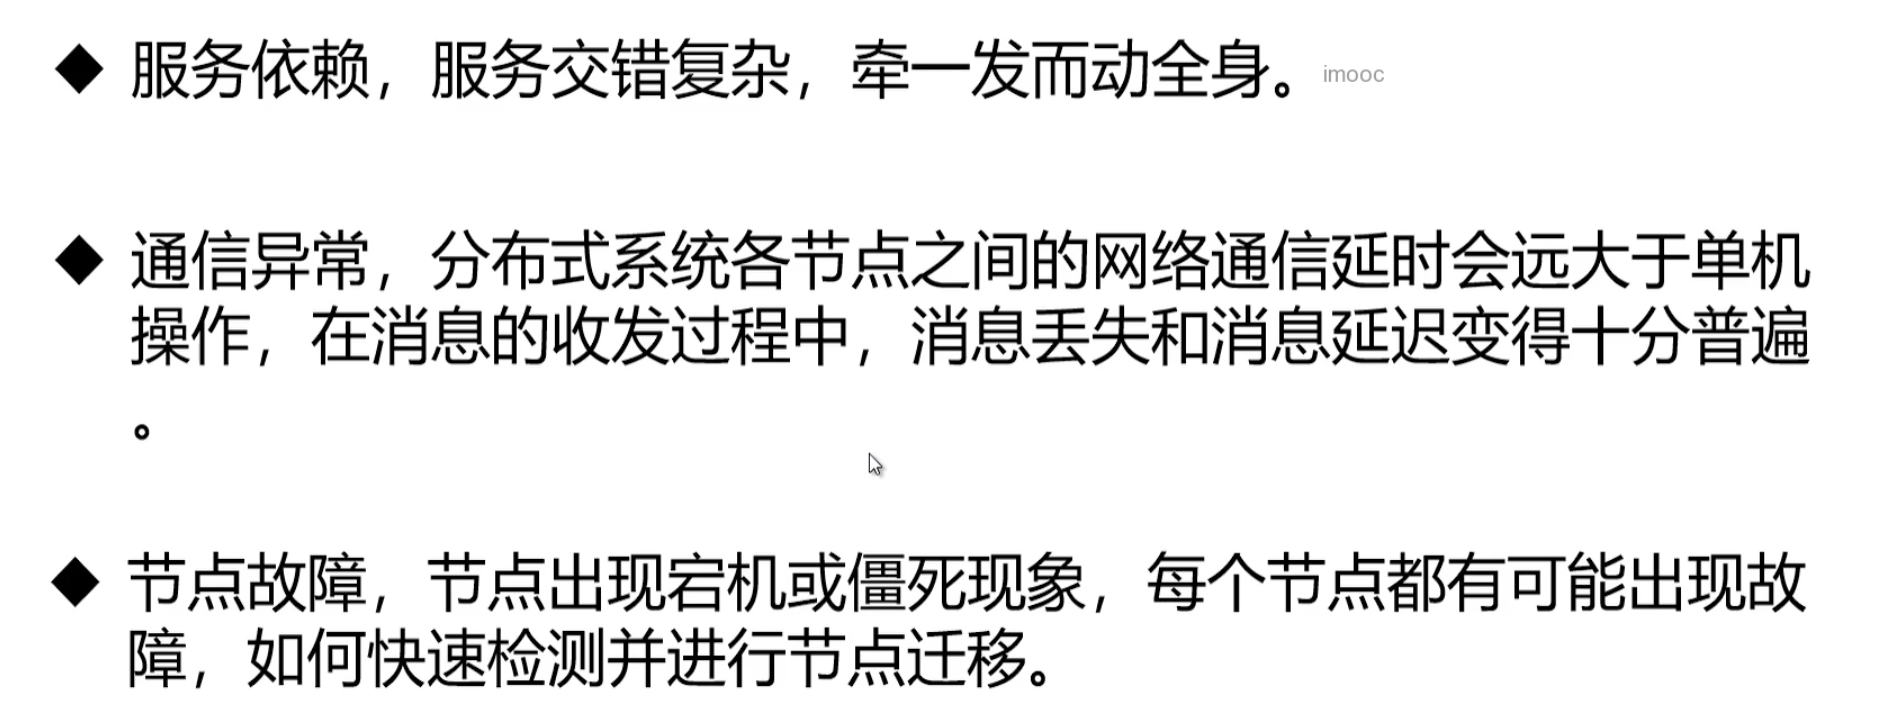 ◆ 服务依赖，服务交错复杂，牵一发而动全身。 imooc
◆ 通信异常，分布式系统各节点之间的网络通信延时会远大于单机
操作，在消息的收发过程中，消息丢失和消息延迟变得十分普遍
。
◆ 节点故障，节点出现宕机或僵死现象，每个节点都有可能出现故
障，如何快速检测并进行节点迁移。